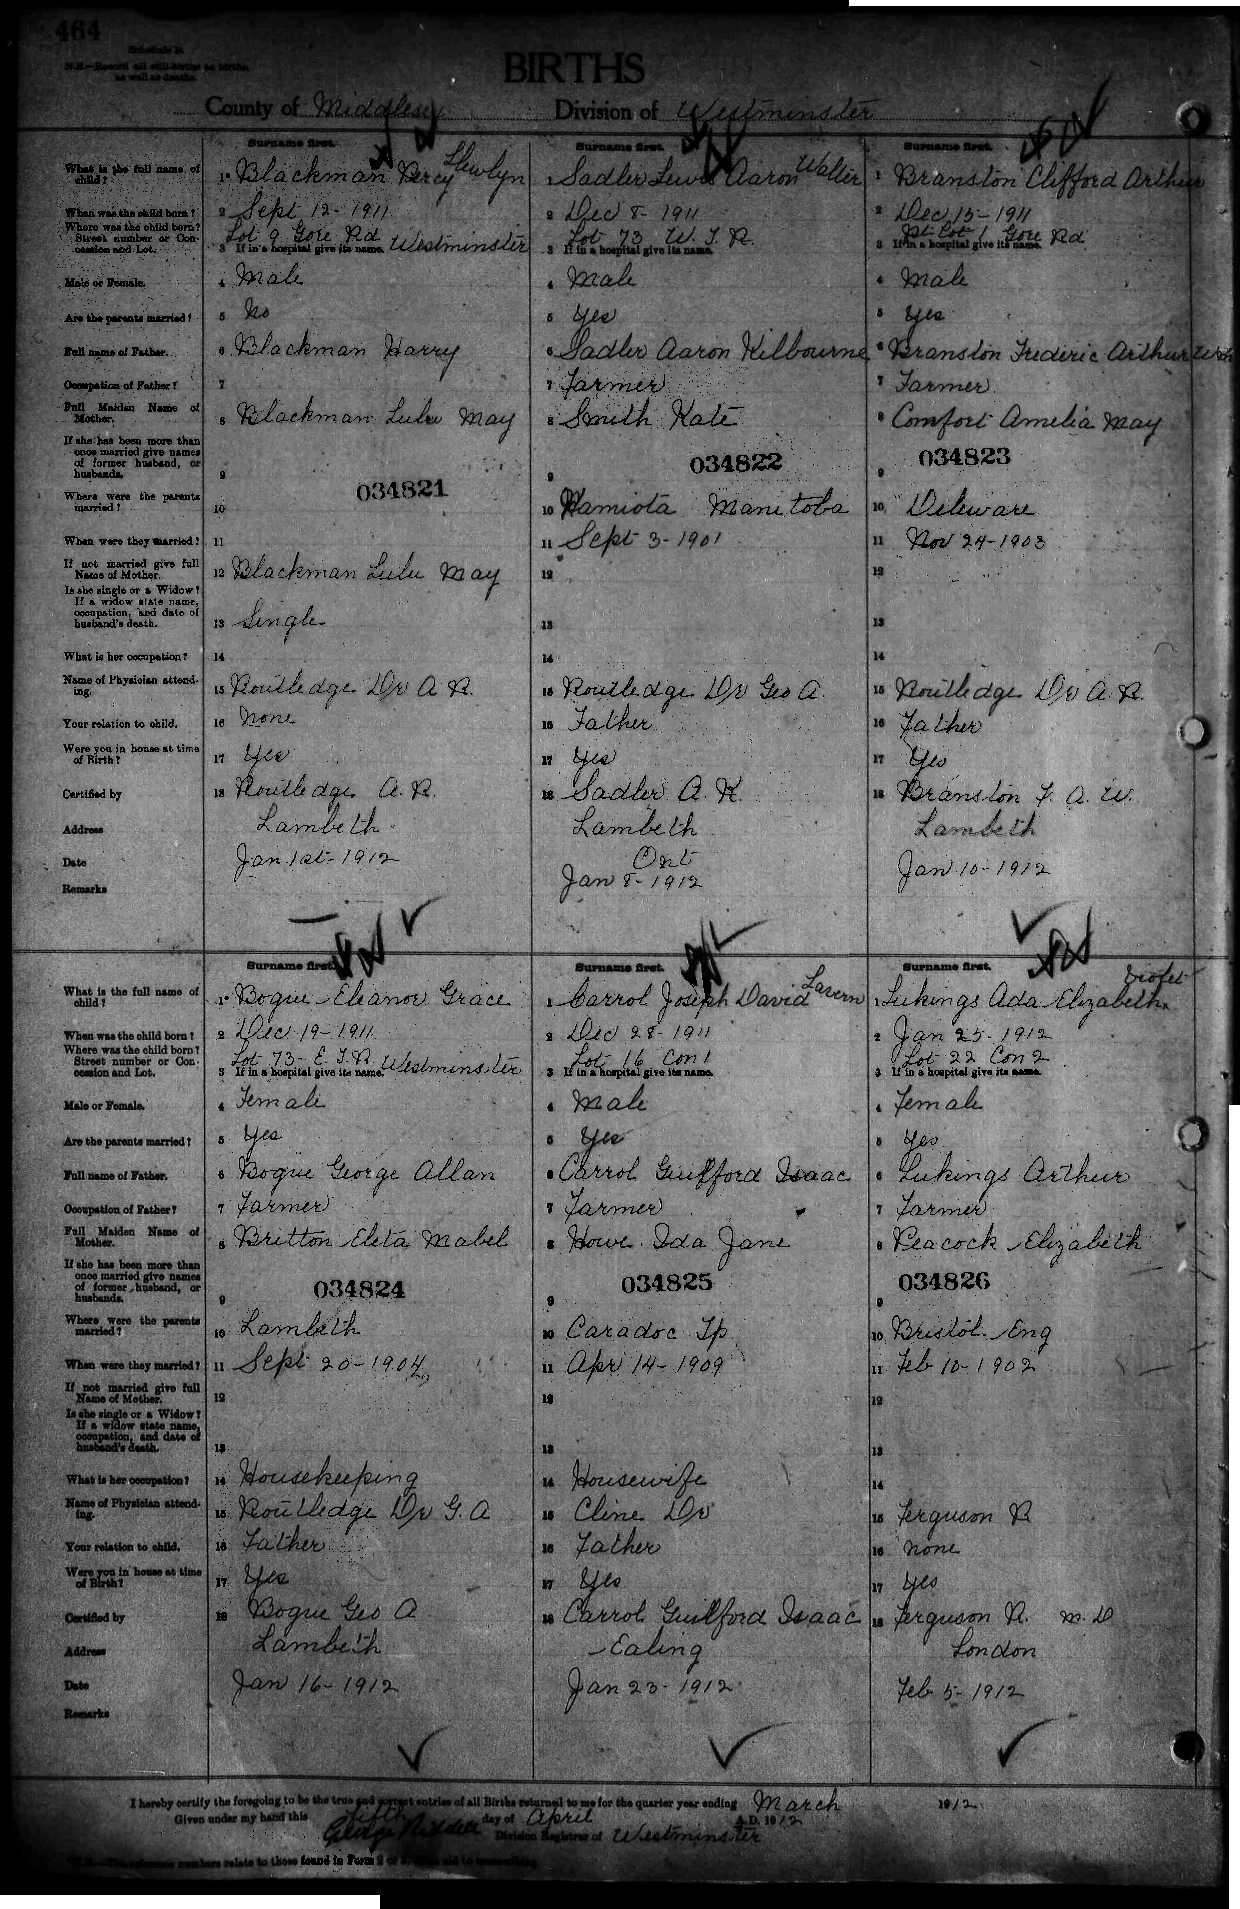 464
Schedule B.
N.B.—Record all still-births as births, as well as deaths.
BIRTHS
County of Middlesex Division of Westminster
Surname first. Surname first. Surname first.
What is the full name of child? 1 Blackman Percy Llewlyn 1 Sadler Lewis Aaron Walter 1 Branston Clifford Arthur
When was the child born? 2 Sept 12-1911 2 Dec 8-1911 2 Dec 15-1911
Where was the child born? Lot 9 Gore Rd Westminster Lot 73 W. T. R. Pt Lot 1 Gore Rd
Street number or Concession and Lot. 3 If in a hospital give its name. 3 If in a hospital give its name. 3 If in a hospital give its name.
Male or Female. 4 Male 4 Male 4 Male
Are the parents married? 5 No 5 Yes 5 Yes
Full name of Father. 6 Blackman Harry 6 Sadler Aaron Kilbourne 6 Branston Frederic Arthur
Occupation of Father? 7 7 Farmer 7 Farmer
Full Maiden Name of Mother. 8 Blackman Lulu May 8 Smith Kate 8 Comfort Amelia May
If she has been more than once married give names of former husband, or husbands. 9 034821 9 034822 9 034823
Where were the parents married? 10 10 Hamiota Manitoba 10 Deleware
When were they married? 11 11 Sept 3-1901 11 Nov 24-1903
If not married give full Name of Mother. 12 Blackman Lulu May 12 12
Is she single or a Widow? If a widow state name, occupation, and date of husband's death. 13 Single 13 13
What is her occupation? 14 14 14
Name of Physician attending. 15 Routledge Dr A. R. 15 Routledge Dr Geo A. 15 Routledge Dr A. R.
Your relation to child. 16 None 16 Father 16 Father
Were you in house at time of Birth? 17 Yes 17 Yes 17 Yes
Certified by 18 Routledge A. R. 18 Sadler A. K. 18 Branston F. A. W.
Address Lambeth Lambeth Ont Lambeth
Date Jan 1st-1912 Jan 8-1912 Jan 10-1912
Remarks
Surname first. Surname first. Surname first.
What is the full name of child? 1 Bogue Eleanor Grace 1 Carrol Joseph David Lavern 1 Lukings Ada Elizabeth Violet
When was the child born? 2 Dec 19-1911 2 Dec 28-1911 2 Jan 25-1912
Where was the child born? Lot 73-E. T. R. Westminster Lot 16 Con 1 Lot 22 Con 2
Street number or Concession and Lot. 3 If in a hospital give its name. 3 If in a hospital give its name. 3 If in a hospital give its name.
Male or Female. 4 Female 4 Male 4 Female
Are the parents married? 5 Yes 5 Yes 5 Yes
Full name of Father. 6 Bogue George Allan 6 Carrol Guilford Isaac 6 Lukings Arthur
Occupation of Father? 7 Farmer 7 Farmer 7 Farmer
Full Maiden Name of Mother. 8 Britton Eleta Mabel 8 Howe Ida Jane 8 Peacock Elizabeth
If she has been more than once married give names of former husband, or husbands. 9 034824 9 034825 9 034826
Where were the parents married? 10 Lambeth 10 Caradoc Tp 10 Bristol Eng
When were they married? 11 Sept 20-1904 11 Apr 14-1909 11 Feb 10-1902
If not married give full Name of Mother. 12 12 12
Is she single or a Widow? If a widow state name, occupation, and date of husband's death. 13 13 13
What is her occupation? 14 Housekeeping 14 Housewife 14
Name of Physician attending. 15 Routledge Dr G. A 15 Cline Dr 15 Ferguson R
Your relation to child. 16 Father 16 Father 16 none
Were you in house at time of Birth? 17 Yes 17 Yes 17 Yes
Certified by 18 Bogue Geo A 18 Carrol Guilford Isaac 18 Ferguson R. M.D
Address Lambeth Ealing London
Date Jan 16-1912 Jan 23-1912 Feb 5-1912
Remarks
I hereby certify the foregoing to be the true and correct entries of all Births returned to me for the quarter year ending March 1912.
Given under my hand this fifth day of April A.D. 1912
George Riddell Division Registrar of Westminster